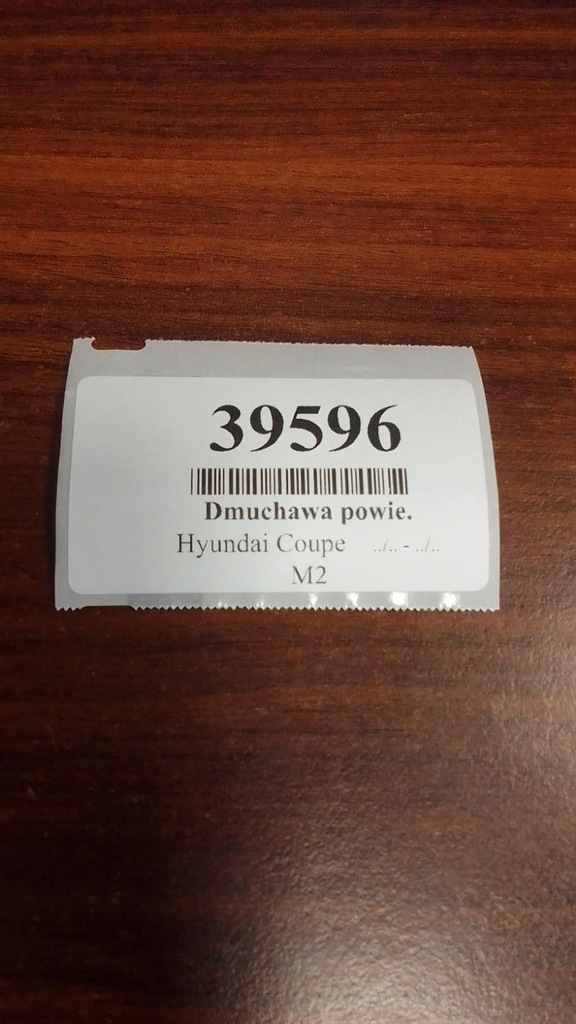 39596
Dmuchawa powie.
Hyundai Coupe ../.. - ../..
M2